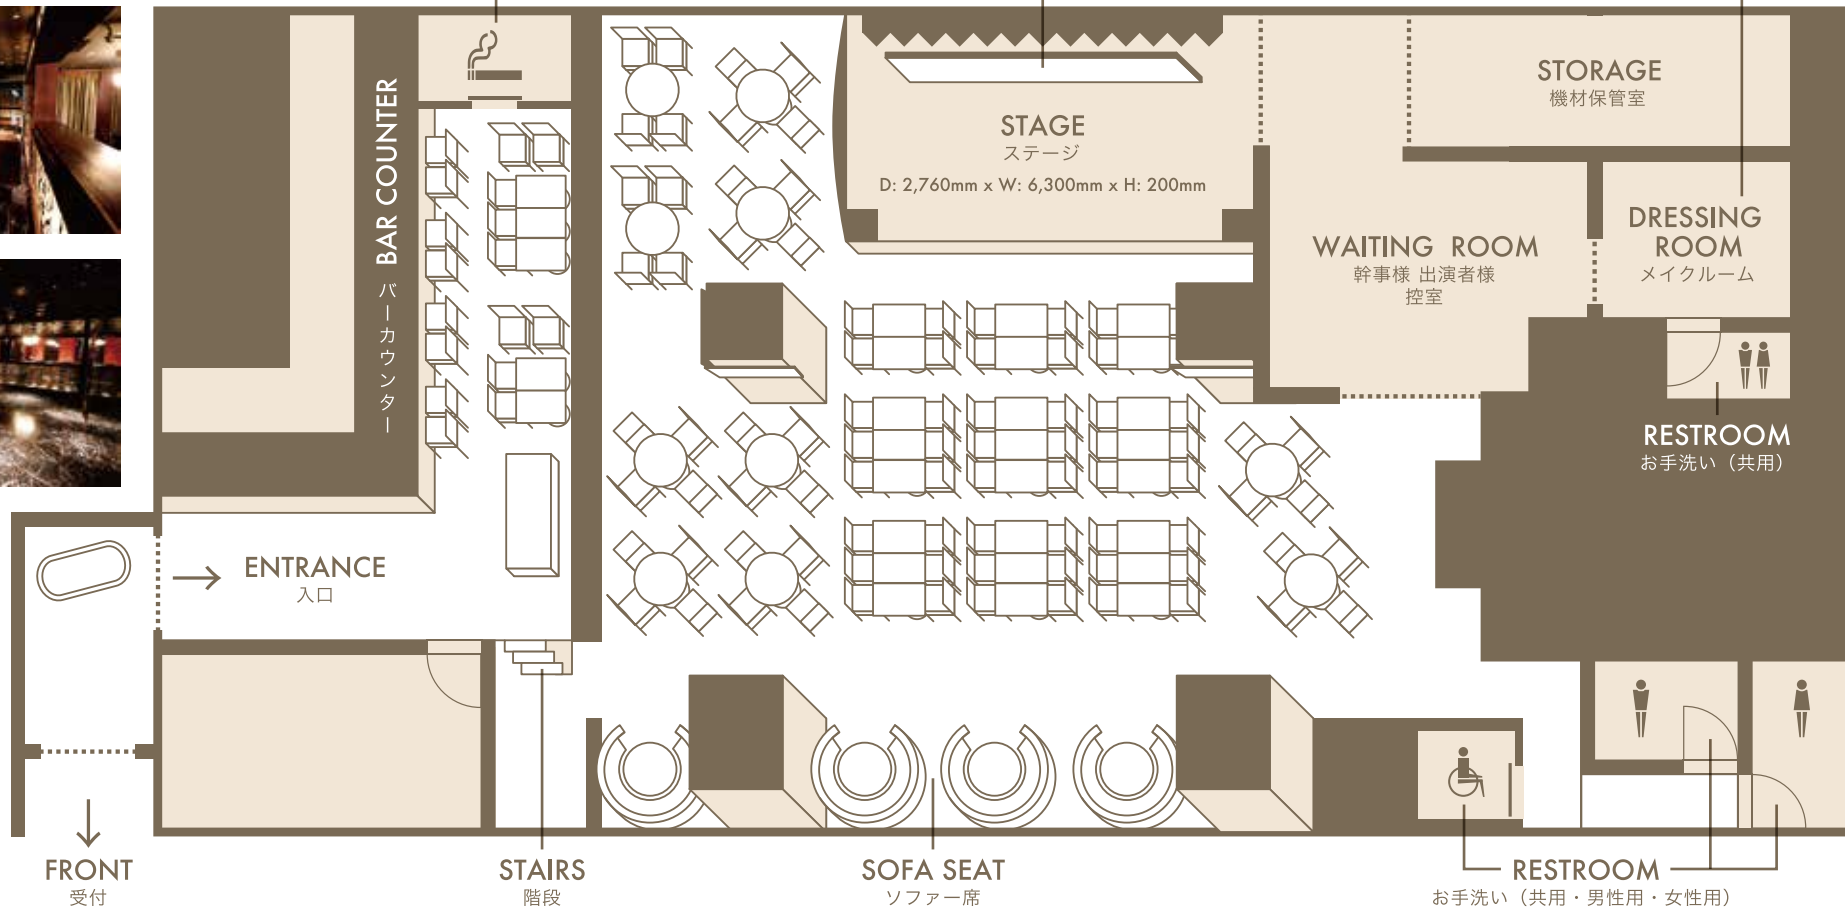 BAR COUNTER
バーカウンター
STAGE
ステージ
D: 2,760mm x W: 6,300mm x H: 200mm
STORAGE
機材保管室
WAITING ROOM
幹事様 出演者様
控室
DRESSING
ROOM
メイクルーム
RESTROOM
お手洗い（共用）
ENTRANCE
入口
FRONT
受付
STAIRS
階段
SOFA SEAT
ソファー席
RESTROOM
お手洗い（共用・男性用・女性用）